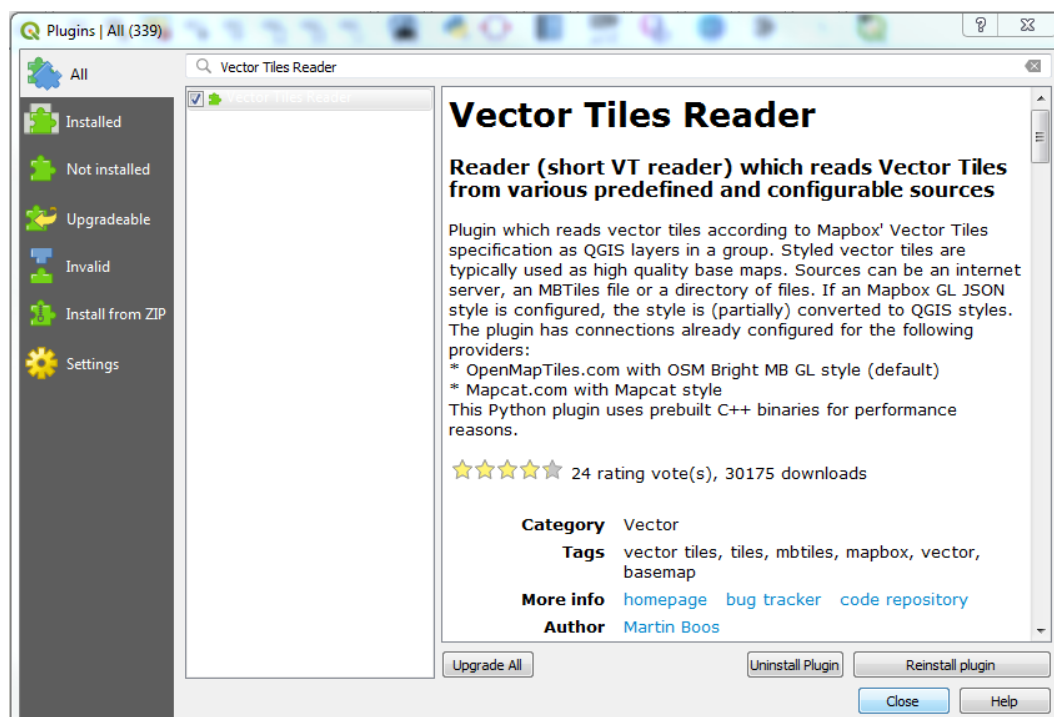 Plugins | All (339)
All
Installed
Not installed
Upgradeable
Invalid
Install from ZIP
Settings
Vector Tiles Reader
Vector Tiles Reader
Vector Tiles Reader
Reader (short VT reader) which reads Vector Tiles
from various predefined and configurable sources
Plugin which reads vector tiles according to Mapbox' Vector Tiles
specification as QGIS layers in a group. Styled vector tiles are
typically used as high quality base maps. Sources can be an internet
server, an MBTiles file or a directory of files. If an Mapbox GL JSON
style is configured, the style is (partially) converted to QGIS styles.
The plugin has connections already configured for the following
providers:
* OpenMapTiles.com with OSM Bright MB GL style (default)
* Mapcat.com with Mapcat style
This Python plugin uses prebuilt C++ binaries for performance
reasons.
24 rating vote(s), 30175 downloads
Category Vector
Tags vector tiles, tiles, mbtiles, mapbox, vector,
basemap
More info homepage bug tracker code repository
Author Martin Boos
Upgrade All Uninstall Plugin Reinstall plugin
Close Help